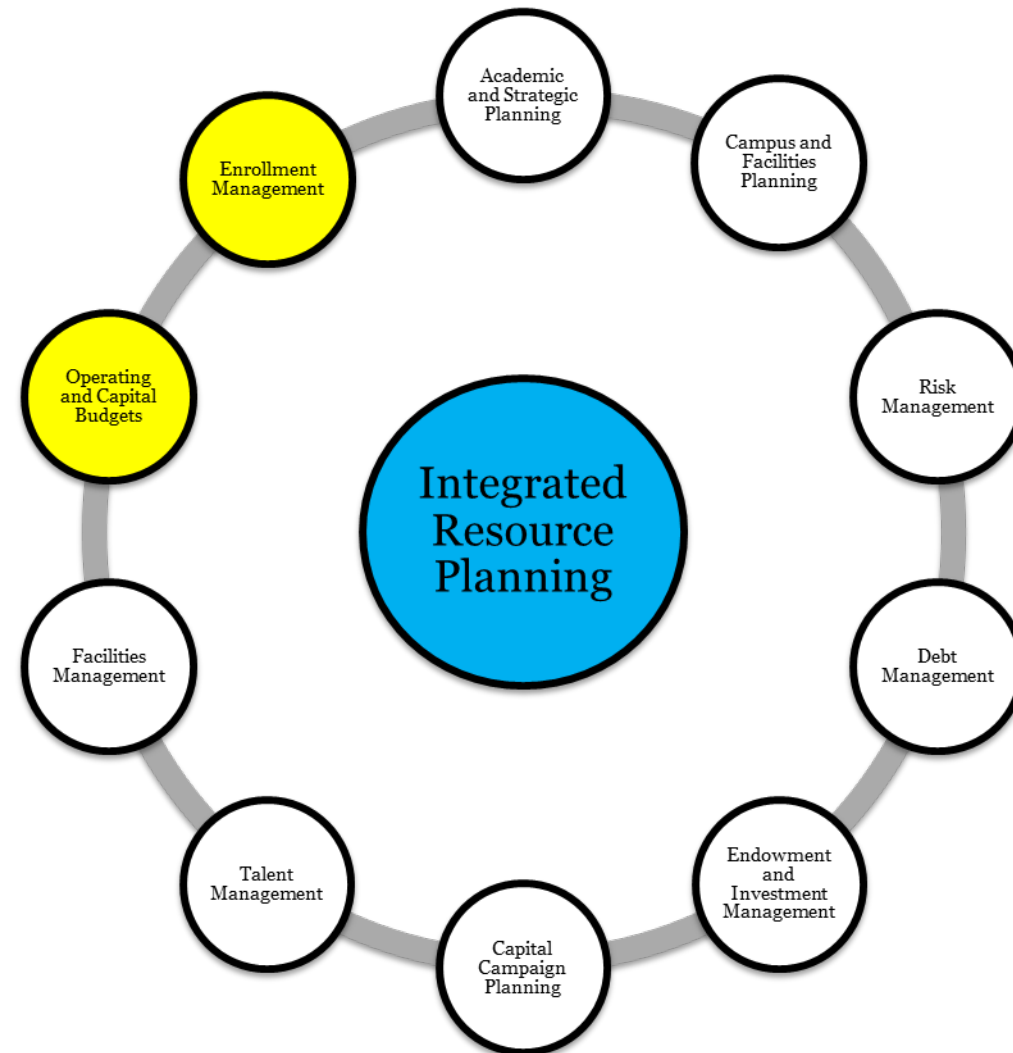 Academic
and Strategic
Planning
Campus and
Facilities
Planning
Risk
Management
Debt
Management
Endowment
and
Investment
Management
Capital
Campaign
Planning
Talent
Management
Facilities
Management
Operating
and Capital
Budgets
Enrollment
Management
Integrated
Resource
Planning